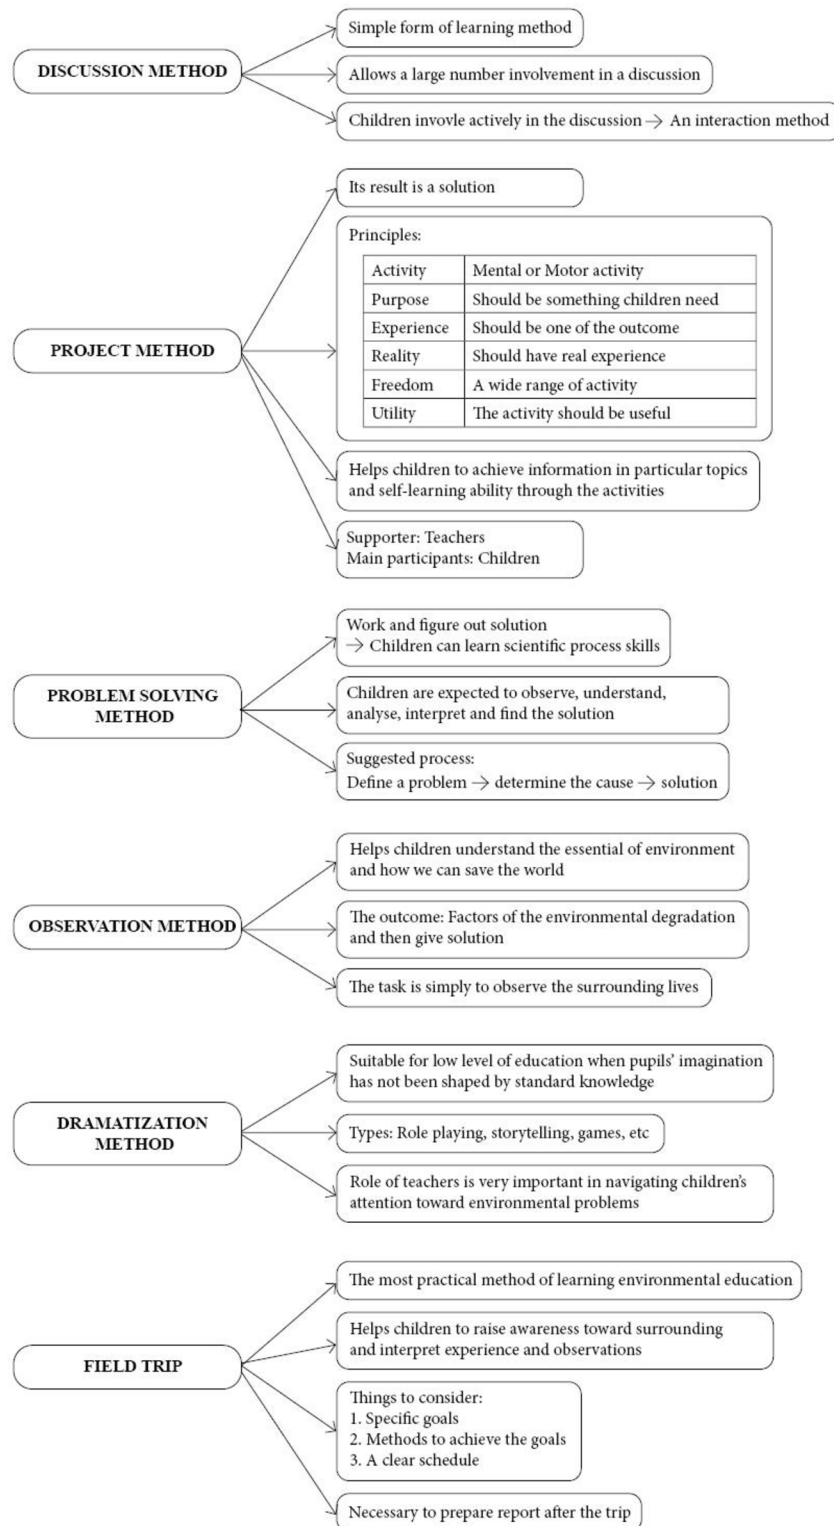 DISCUSSION METHOD
Simple form of learning method
Allows a large number involvement in a discussion
Children invovle actively in the discussion → An interaction method
PROJECT METHOD
Its result is a solution
Principles:
Activity Mental or Motor activity
Purpose Should be something children need
Experience Should be one of the outcome
Reality Should have real experience
Freedom A wide range of activity
Utility The activity should be useful
Helps children to achieve information in particular topics
and self-learning ability through the activities
Supporter: Teachers
Main participants: Children
PROBLEM SOLVING
METHOD
Work and figure out solution
→ Children can learn scientific process skills
Children are expected to observe, understand,
analyse, interpret and find the solution
Suggested process:
Define a problem → determine the cause → solution
OBSERVATION METHOD
Helps children understand the essential of environment
and how we can save the world
The outcome: Factors of the environmental degradation
and then give solution
The task is simply to observe the surrounding lives
DRAMATIZATION
METHOD
Suitable for low level of education when pupils' imagination
has not been shaped by standard knowledge
Types: Role playing, storytelling, games, etc
Role of teachers is very important in navigating children's
attention toward environmental problems
FIELD TRIP
The most practical method of learning environmental education
Helps children to raise awareness toward surrounding
and interpret experience and observations
Things to consider:
1. Specific goals
2. Methods to achieve the goals
3. A clear schedule
Necessary to prepare report after the trip